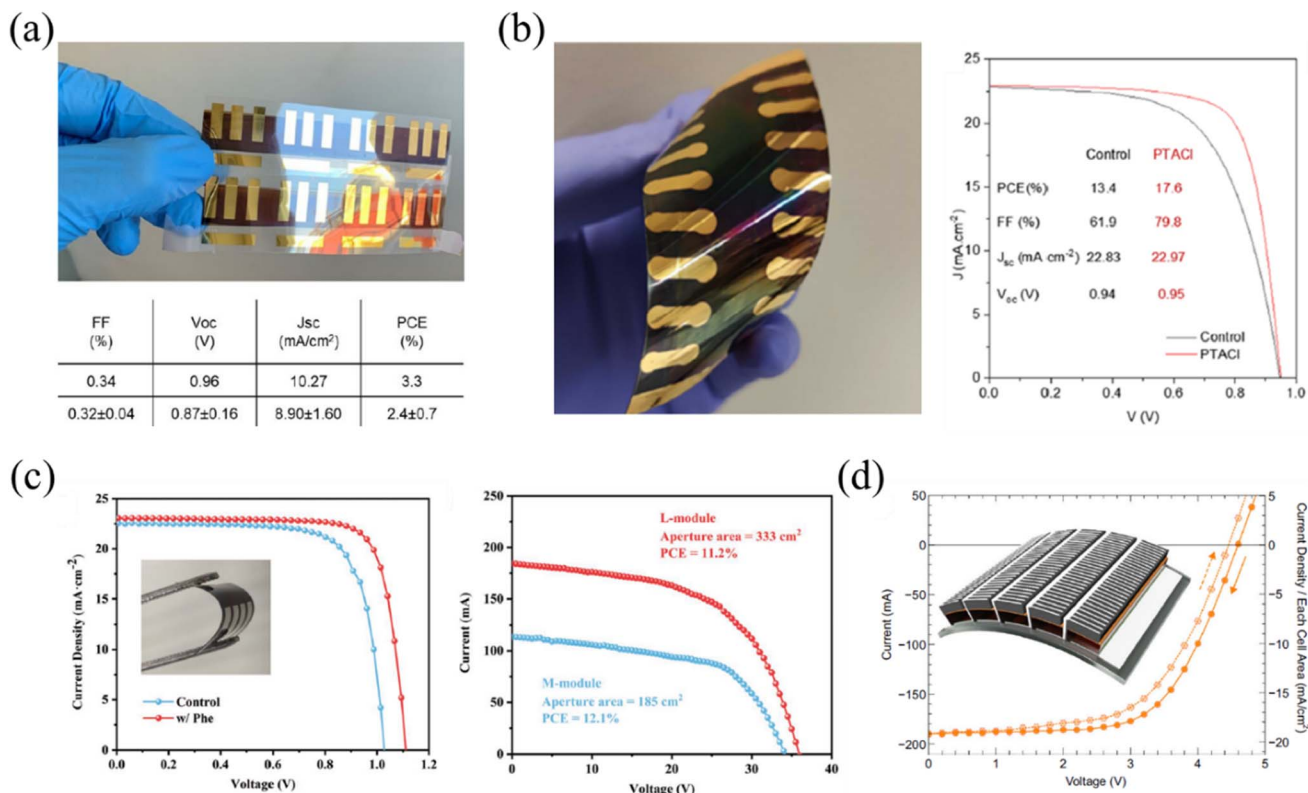 (a)
FF Voc Jsc PCE
(%) (V) (mA/cm²) (%)
0.34 0.96 10.27 3.3
0.32±0.04 0.87±0.16 8.90±1.60 2.4±0.7
(b)
J (mA.cm⁻²)
25
20
15
10
5
0
Control PTACl
PCE (%) 13.4 17.6
FF (%) 61.9 79.8
Jsc (mA·cm⁻²) 22.83 22.97
Voc (V) 0.94 0.95
Control
PTACl
0.0 0.2 0.4 0.6 0.8 1.0
V (V)
(c)
Current Density (mA·cm⁻²)
25
20
15
10
5
0
Control
w/ Phe
0.0 0.2 0.4 0.6 0.8 1.0 1.2
Voltage (V)
Current (mA)
250
200
150
100
50
0
L-module
Aperture area = 333 cm²
PCE = 11.2%
M-module
Aperture area = 185 cm²
PCE = 12.1%
0 10 20 30 40
Voltage (V)
(d)
Current (mA)
50
0
-50
-100
-150
-200
5
0
-5
-10
-15
-20
Current Density / Each Cell Area (mA/cm²)
0 1 2 3 4 5
Voltage (V)